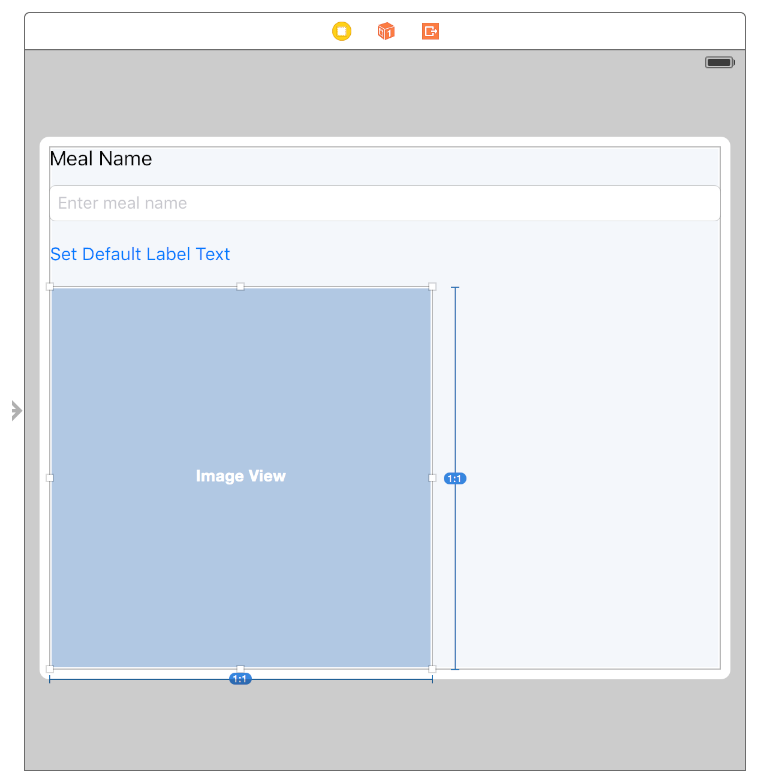 Meal Name
Enter meal name
Set Default Label Text
Image View
1:1
1:1